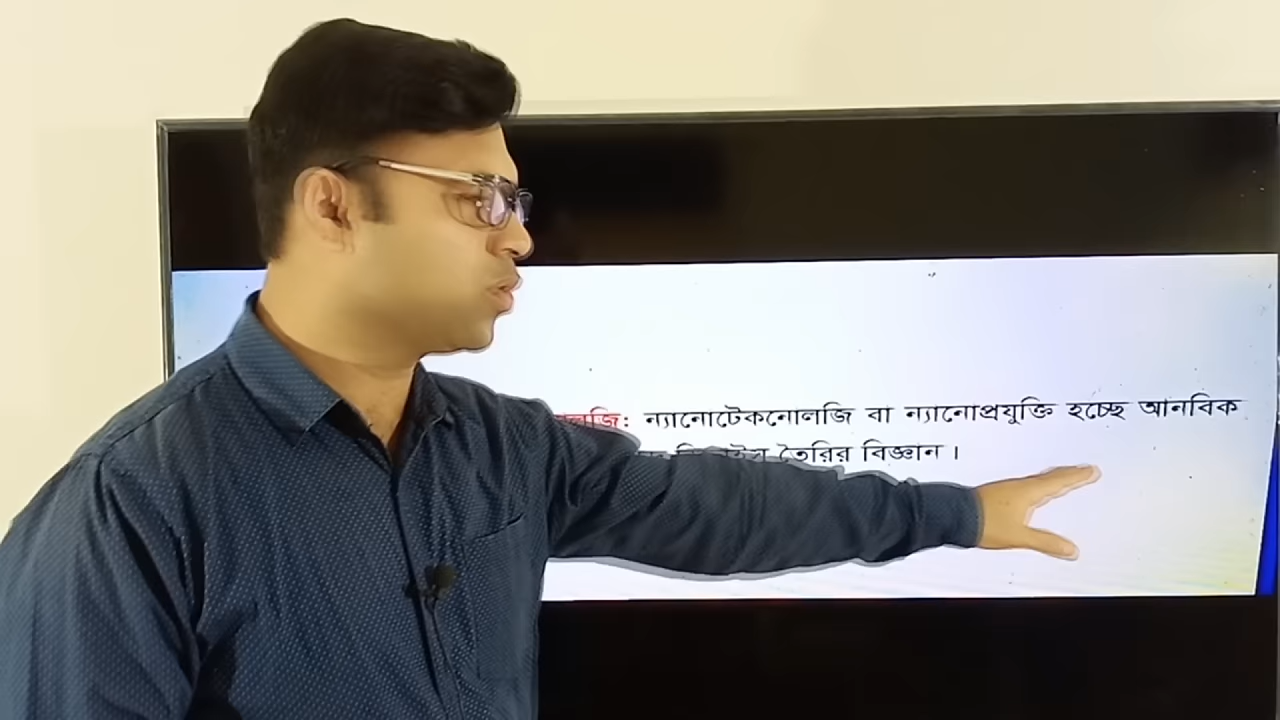 ন্যানোটেকনোলজি বা ন্যানোপ্রযুক্তি হচ্ছে আনবিক
তৈরির বিজ্ঞান।